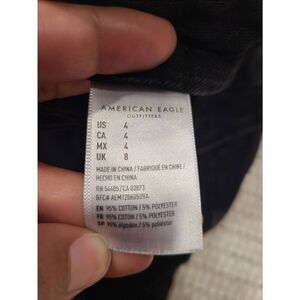 AMERICAN EAGLE
OUTFITTERS
US 4
CA 4
MX 4
UK 8
MADE IN CHINA / FABRIQUÉ EN CHINE /
HECHO EN CHINA
RN 54485/CA 03873
RFC# AEM12060509A
EN 95% COTTON / 5% POLYESTER
FR 95% COTON / 5% POLYESTER
SP 95% algodón / 5% poliéster